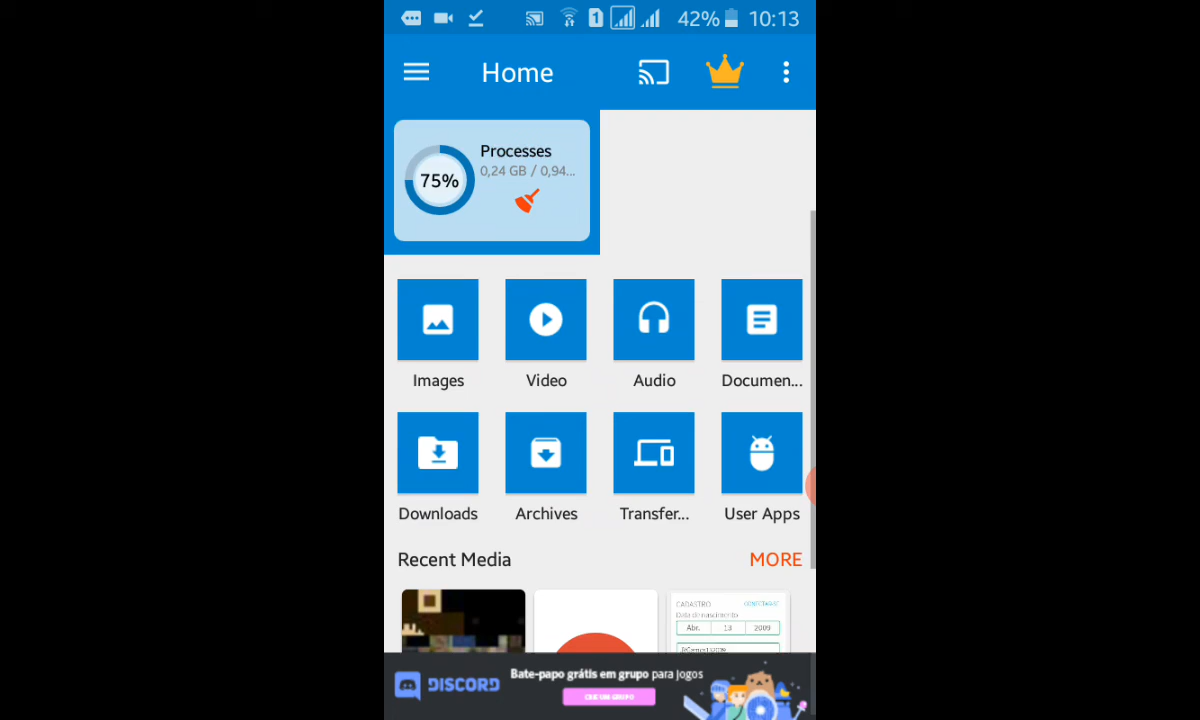 42% 10:13
Home
Processes
75%
0,24 GB / 0,94...
Images Video Audio Documen...
Downloads Archives Transfer... User Apps
Recent Media MORE
CADASTRO
Data de nascimento
Abr. 13 2009
Bate-papo grátis em grupo para jogos
DISCORD